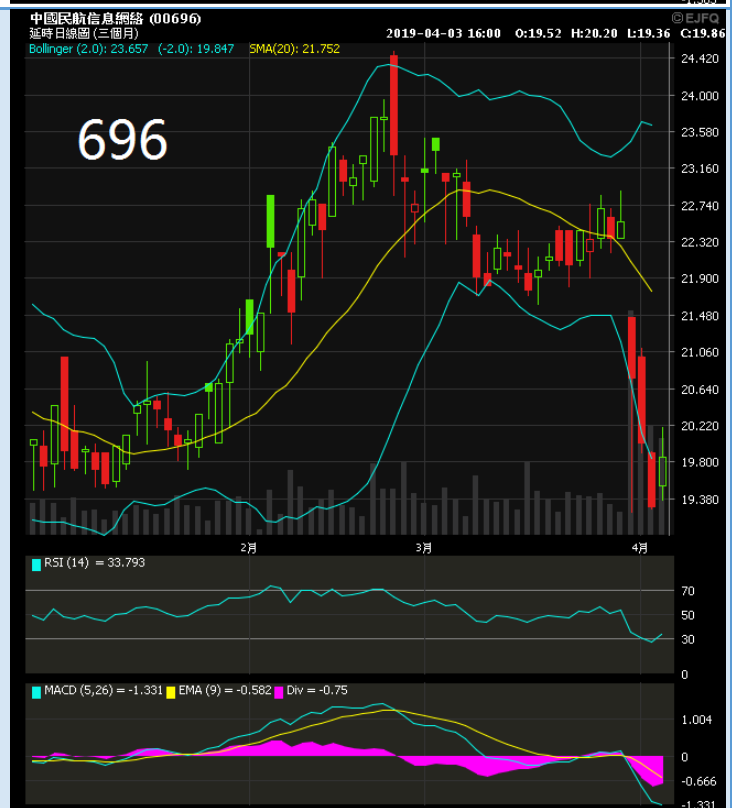 -1.385
中國民航信息網絡 (00696)
©EJFQ
延時日線圖 (三個月)
2019-04-03 16:00 O:19.52 H:20.20 L:19.36 C:19.86
Bollinger (2.0): 23.657 (-2.0): 19.847 SMA(20): 21.752
24.420
24.000
696
23.580
23.160
22.740
22.320
21.900
21.480
21.060
20.640
20.220
19.800
19.380
2月 3月 4月
RSI (14) = 33.793
70
50
30
0
MACD (5,26) = -1.331 EMA (9) = -0.582 Div = -0.75
1.004
0
-0.666
-1.331